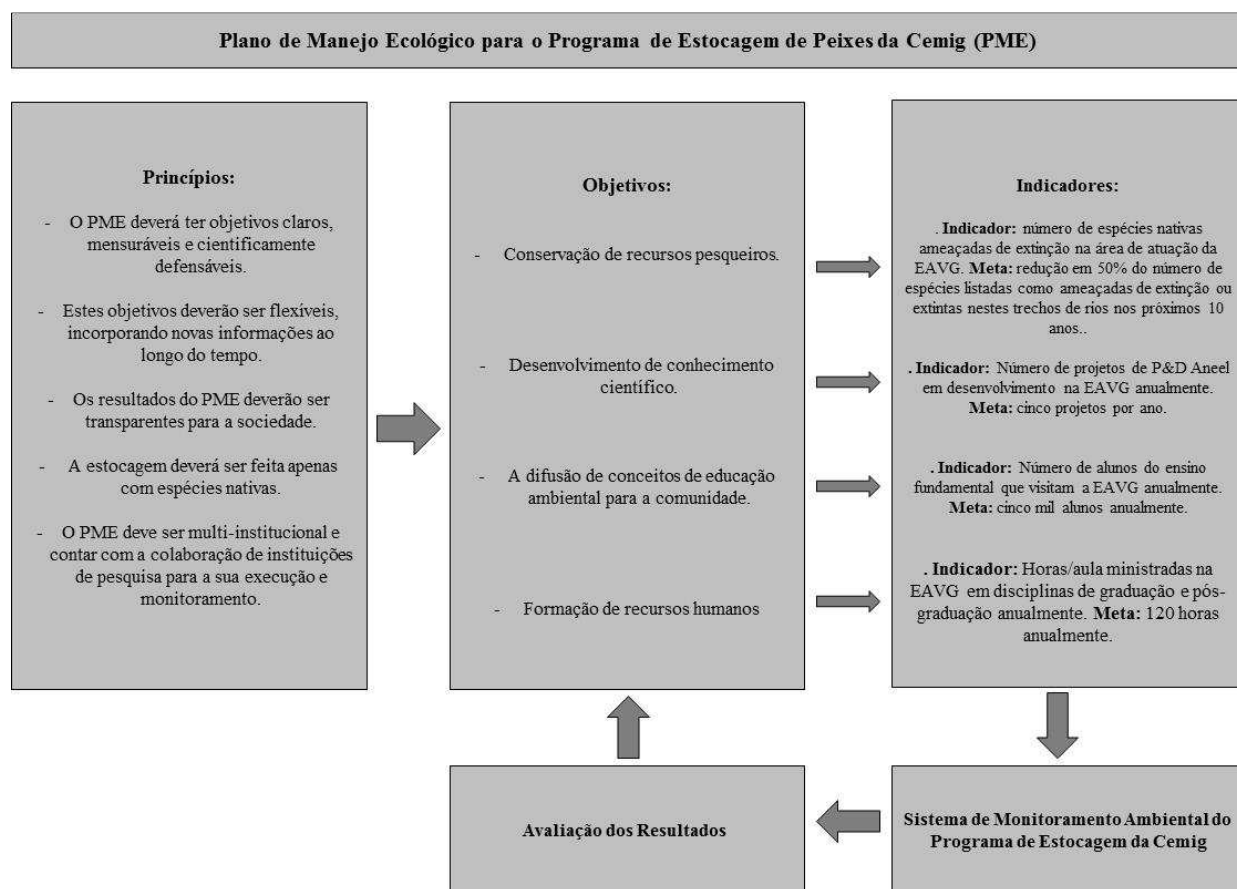 Plano de Manejo Ecológico para o Programa de Estocagem de Peixes da Cemig (PME)
Princípios:
- O PME deverá ter objetivos claros,
mensuráveis e cientificamente
defensáveis.
- Estes objetivos deverão ser flexíveis,
incorporando novas informações ao
longo do tempo.
- Os resultados do PME deverão ser
transparentes para a sociedade.
- A estocagem deverá ser feita apenas
com espécies nativas.
- O PME deve ser multi-institucional e
contar com a colaboração de instituições
de pesquisa para a sua execução e
monitoramento.
Objetivos:
- Conservação de recursos pesqueiros.
- Desenvolvimento de conhecimento
científico.
- A difusão de conceitos de educação
ambiental para a comunidade.
- Formação de recursos humanos
Indicadores:
. Indicador: número de espécies nativas
ameaçadas de extinção na área de atuação da
EAVG. Meta: redução em 50% do número de
espécies listadas como ameaçadas de extinção ou
extintas nestes trechos de rios nos próximos 10
anos..
. Indicador: Número de projetos de P&D Aneel
em desenvolvimento na EAVG anualmente.
Meta: cinco projetos por ano.
. Indicador: Número de alunos do ensino
fundamental que visitam a EAVG anualmente.
Meta: cinco mil alunos anualmente.
. Indicador: Horas/aula ministradas na
EAVG em disciplinas de graduação e pós-
graduação anualmente. Meta: 120 horas
anualmente.
Avaliação dos Resultados
Sistema de Monitoramento Ambiental do
Programa de Estocagem da Cemig